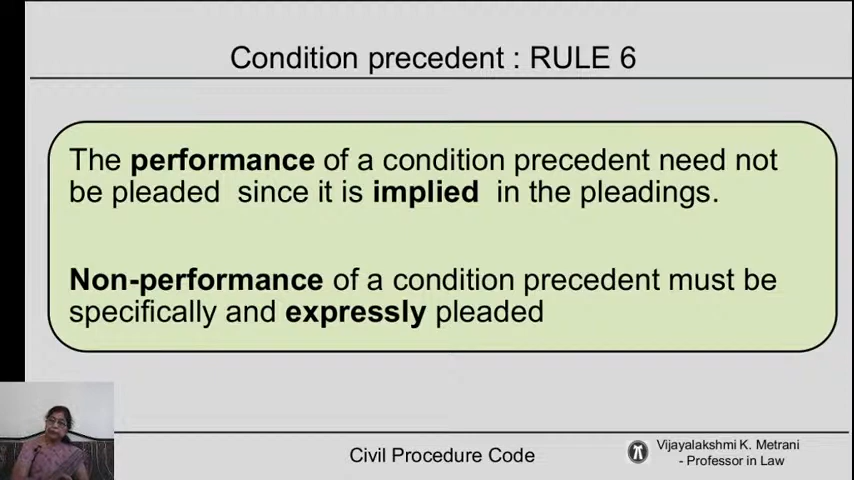 Condition precedent : RULE 6
The performance of a condition precedent need not
be pleaded since it is implied in the pleadings.
Non-performance of a condition precedent must be
specifically and expressly pleaded
Civil Procedure Code
Vijayalakshmi K. Metrani
- Professor in Law